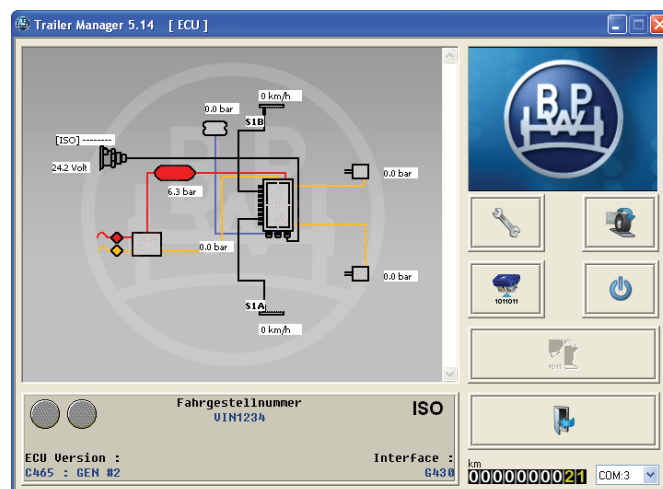 Trailer Manager 5.14 [ ECU ]
0 km/h
0.0 bar
S1B
[ISO] --------
24.2 Volt
0.0 bar
6.3 bar
0.0 bar
0.0 bar
S1A
0 km/h
BPW
1011011
1011
Fahrgestellnummer
VIN1234
ISO
ECU Version :
C465 : GEN #2
Interface :
G430
km
0000000021
COM:3